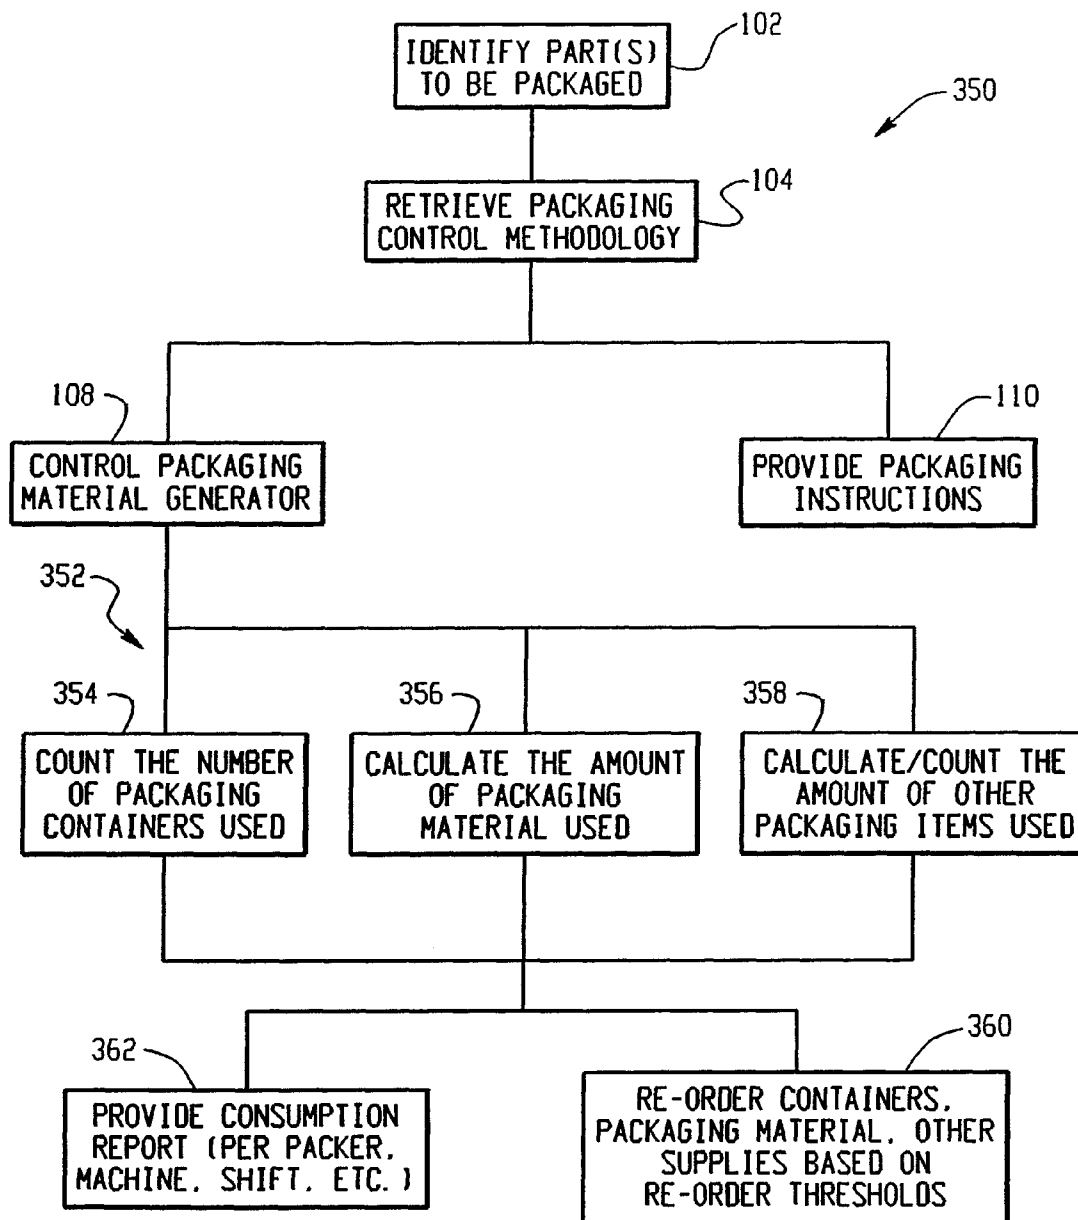 102
IDENTIFY PART(S)
TO BE PACKAGED
350
104
RETRIEVE PACKAGING
CONTROL METHODOLOGY
108
CONTROL PACKAGING
MATERIAL GENERATOR
110
PROVIDE PACKAGING
INSTRUCTIONS
352
354
COUNT THE NUMBER
OF PACKAGING
CONTAINERS USED
356
CALCULATE THE AMOUNT
OF PACKAGING
MATERIAL USED
358
CALCULATE/COUNT THE
AMOUNT OF OTHER
PACKAGING ITEMS USED
362
PROVIDE CONSUMPTION
REPORT (PER PACKER,
MACHINE, SHIFT, ETC.)
360
RE-ORDER CONTAINERS,
PACKAGING MATERIAL, OTHER
SUPPLIES BASED ON
RE-ORDER THRESHOLDS